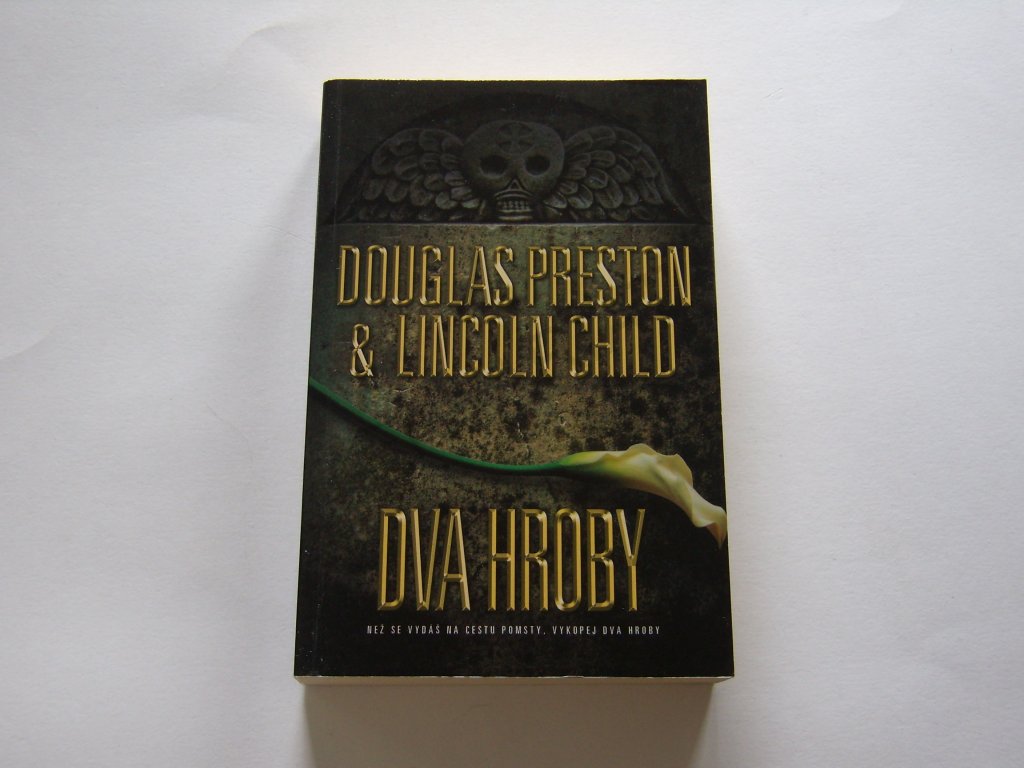 DOUGLAS PRESTON
& LINCOLN CHILD
DVA HROBY
NEŽ SE VYDÁŠ NA CESTU POMSTY, VYKOPEJ DVA HROBY